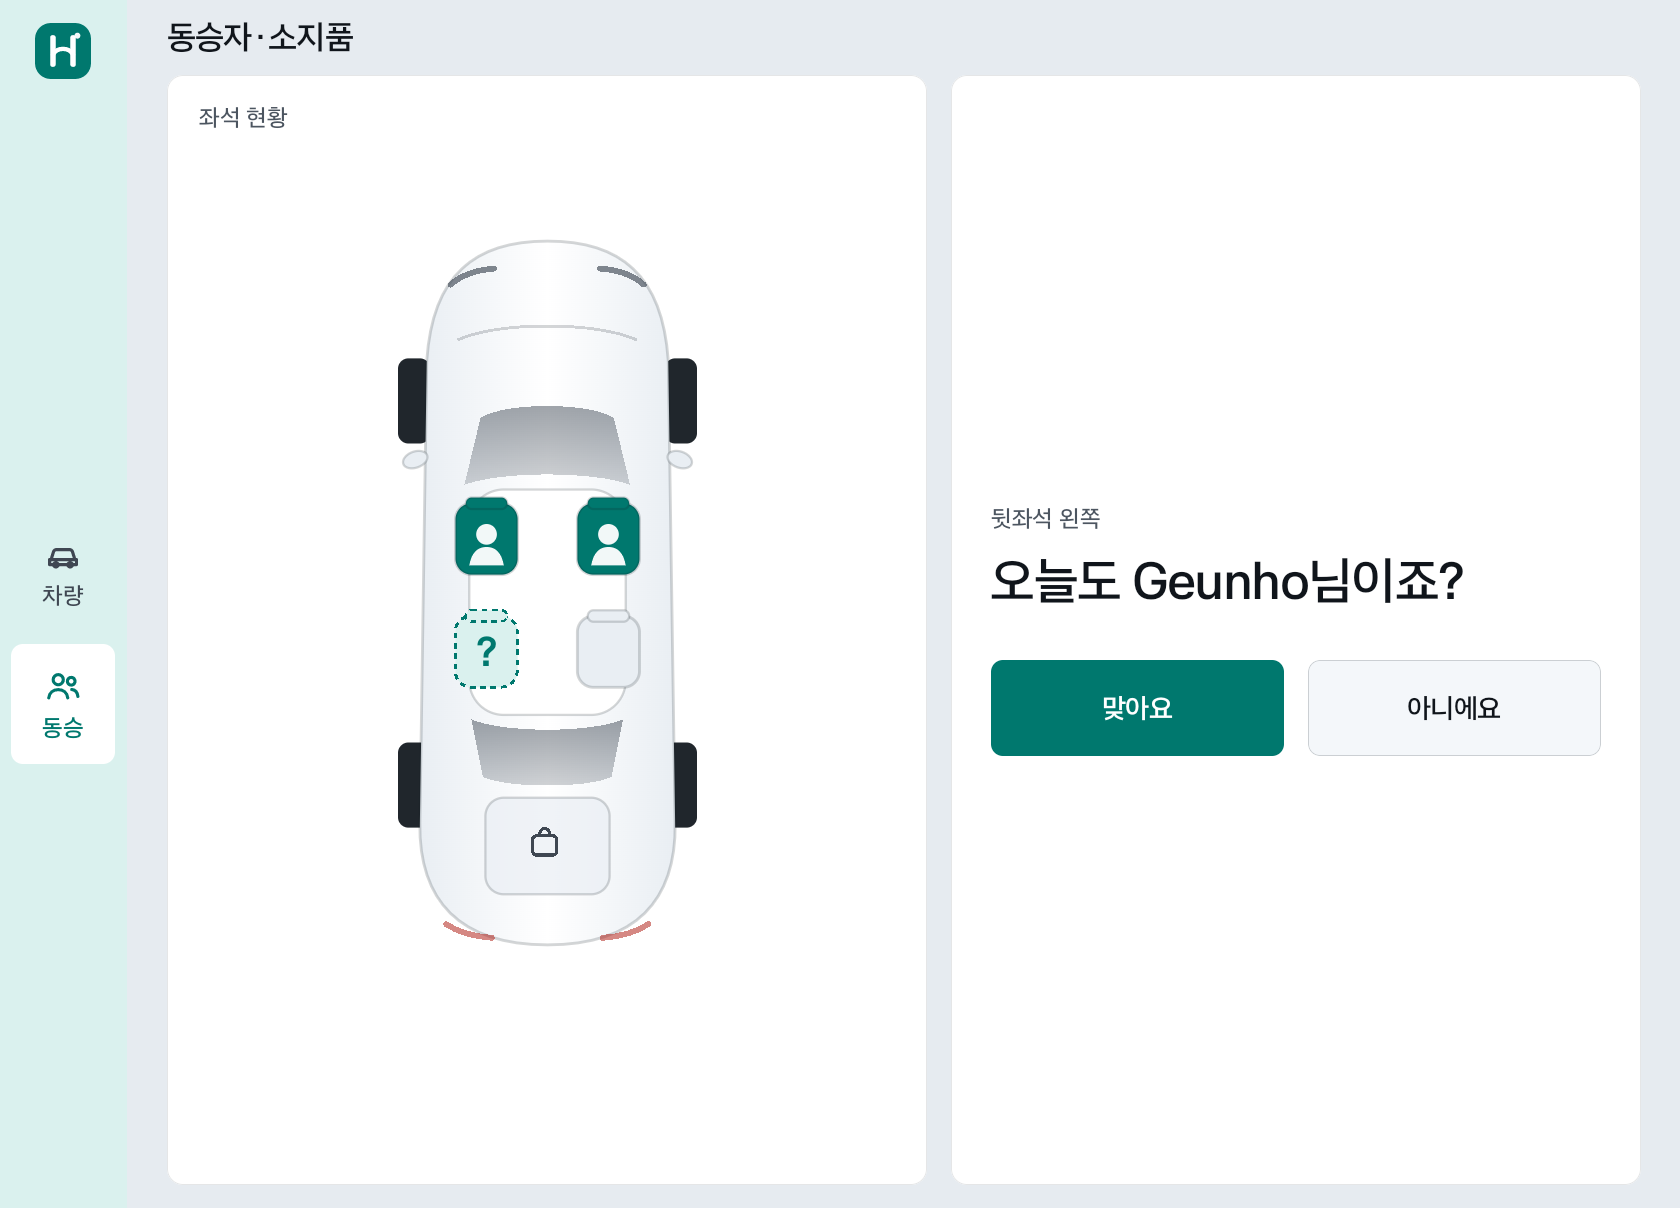 동승자 · 소지품
좌석 현황
?
차량
동승
뒷좌석 왼쪽
오늘도 Geunho님이죠?
맞아요
아니에요